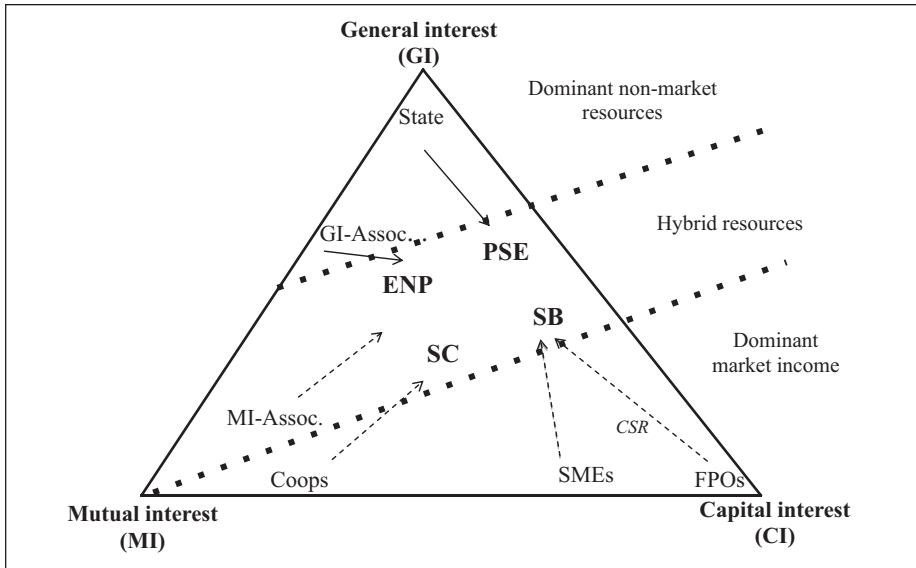 General interest
(GI)
Dominant non-market
resources
State
Hybrid resources
GI-Assoc...
PSE
ENP
SB
SC
Dominant
market income
MI-Assoc.
CSR
Coops
SMEs
FPOs
Mutual interest
(MI)
Capital interest
(CI)